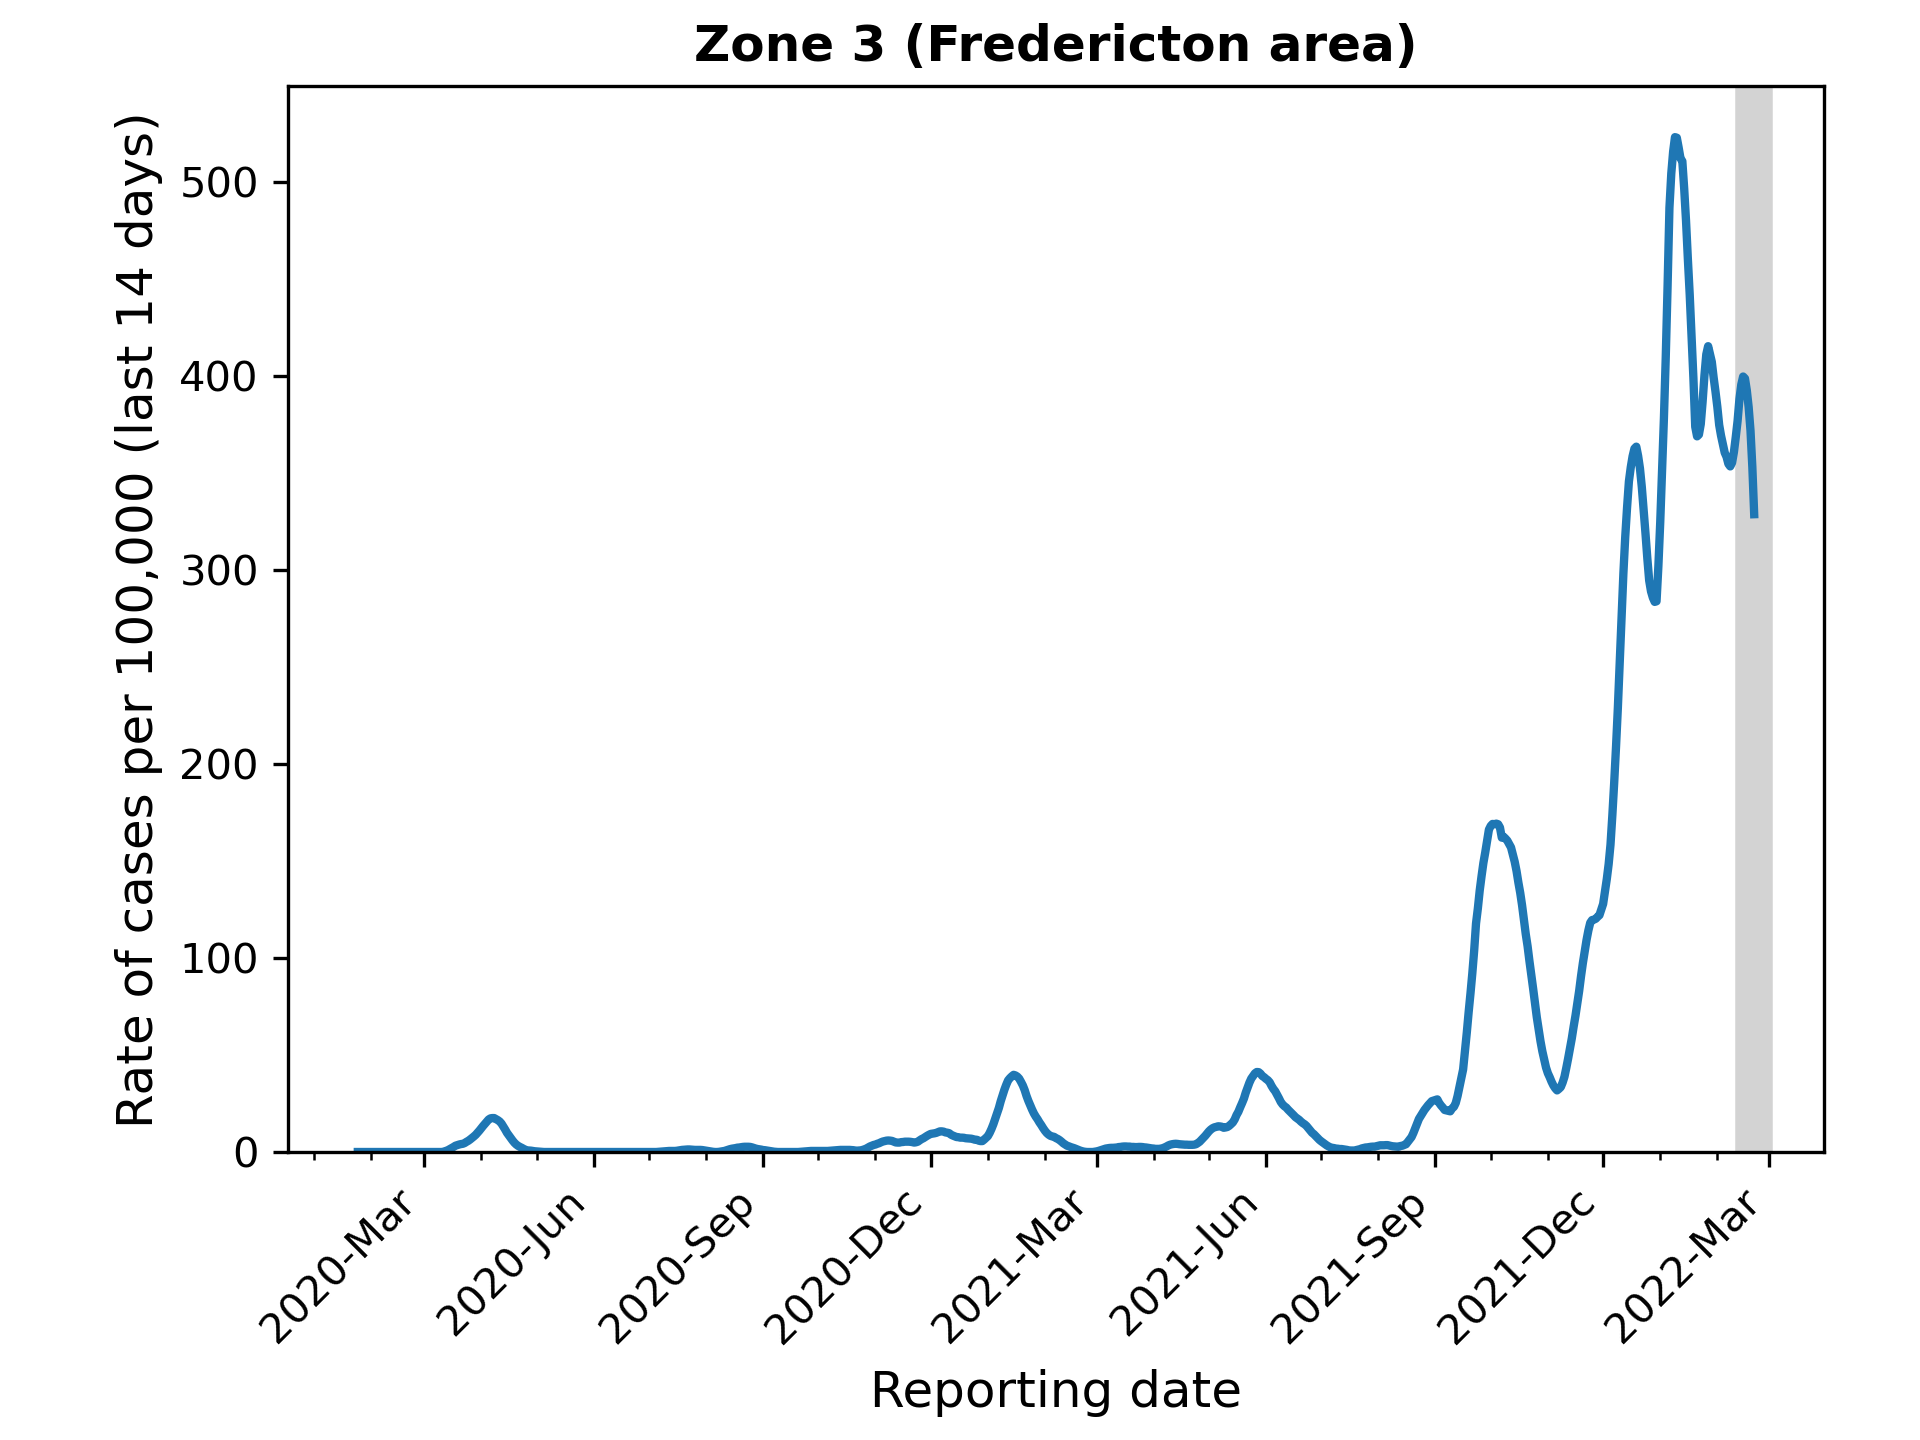 Zone 3 (Fredericton area)
Rate of cases per 100,000 (last 14 days)
500
400
300
200
100
0
2020-Mar
2020-Jun
2020-Sep
2020-Dec
2021-Mar
2021-Jun
2021-Sep
2021-Dec
2022-Mar
Reporting date